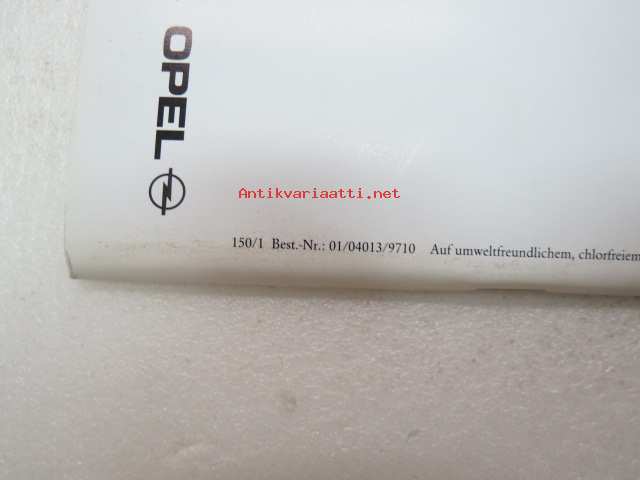 OPEL
Antikvariaatti.net
150/1 Best.-Nr.: 01/04013/9710 Auf umweltfreundlichem, chlorfreiem